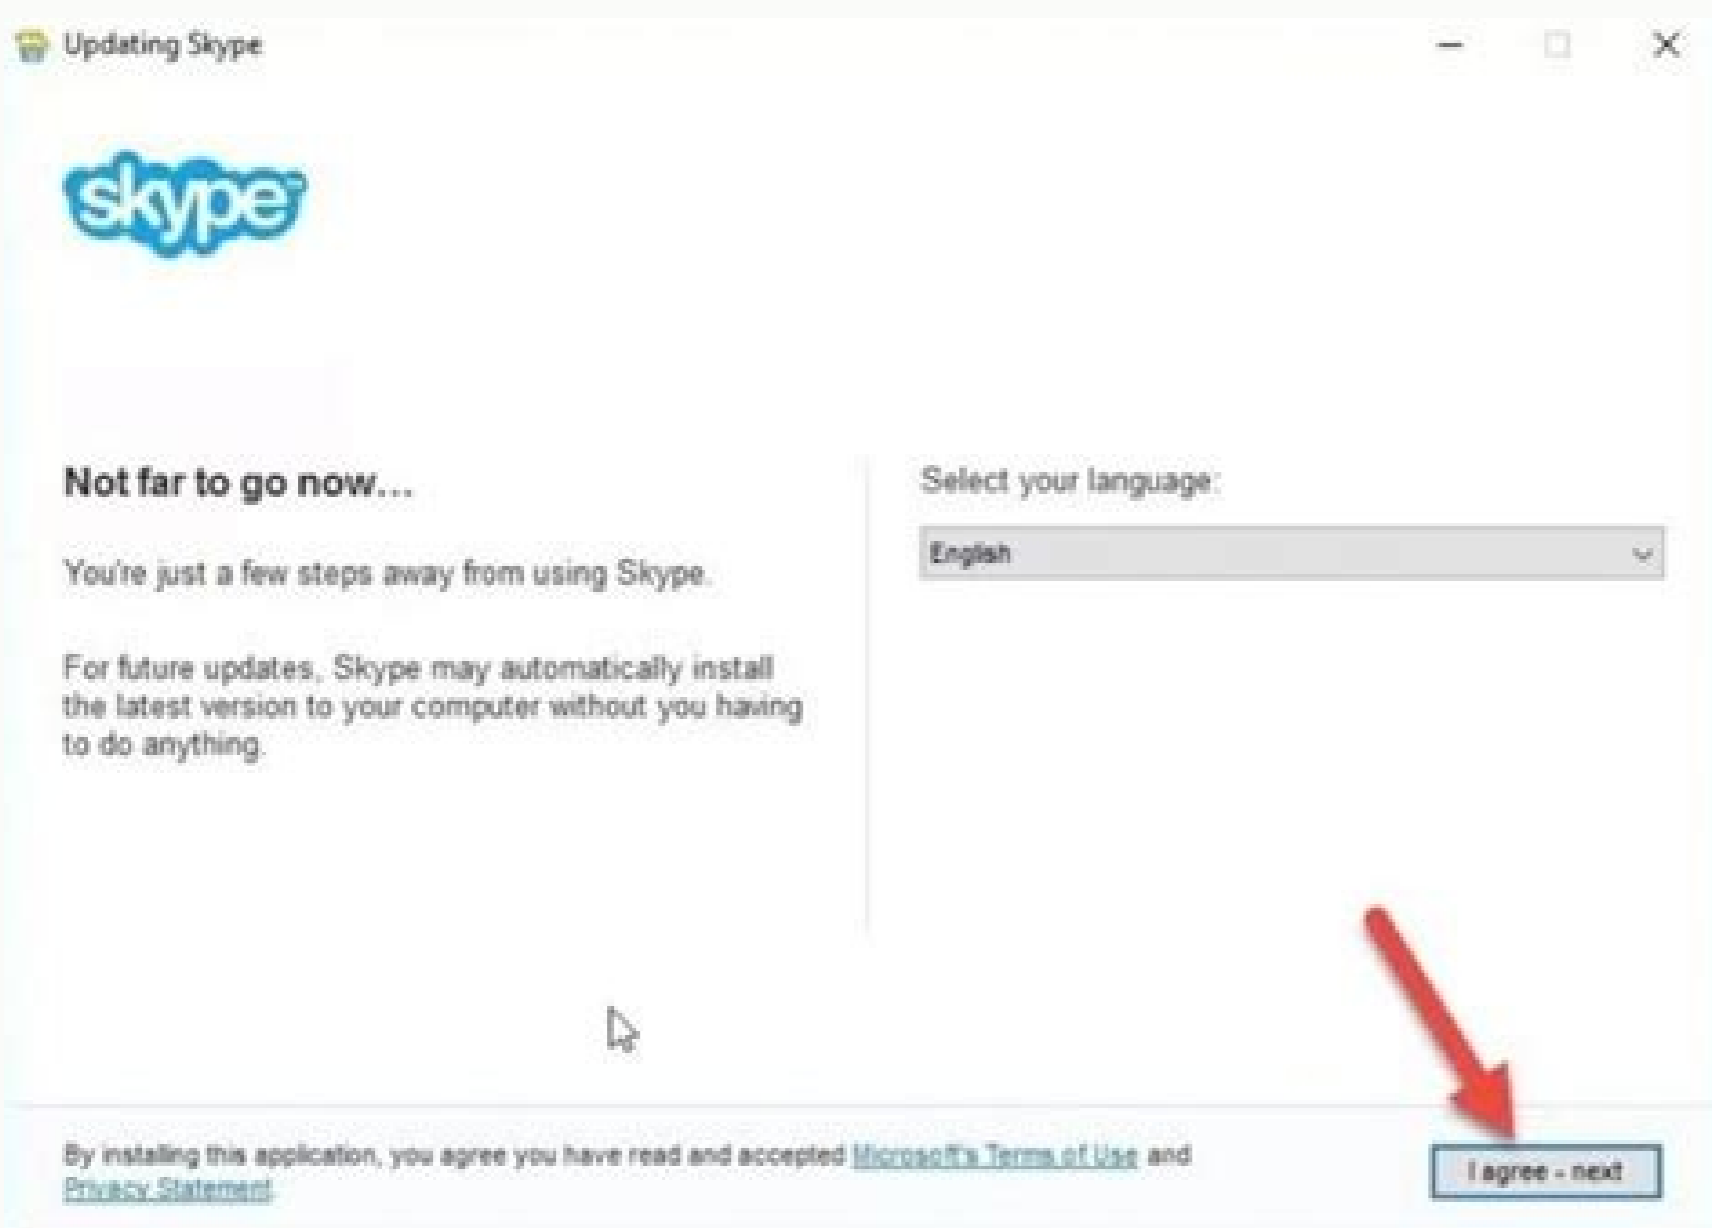 Updating Skype
skype
Not far to go now...
You're just a few steps away from using Skype.
For future updates, Skype may automatically install
the latest version to your computer without you having
to do anything.
Select your language:
English
By installing this application, you agree you have read and accepted Microsoft's Terms of Use and
Privacy Statement
I agree - next